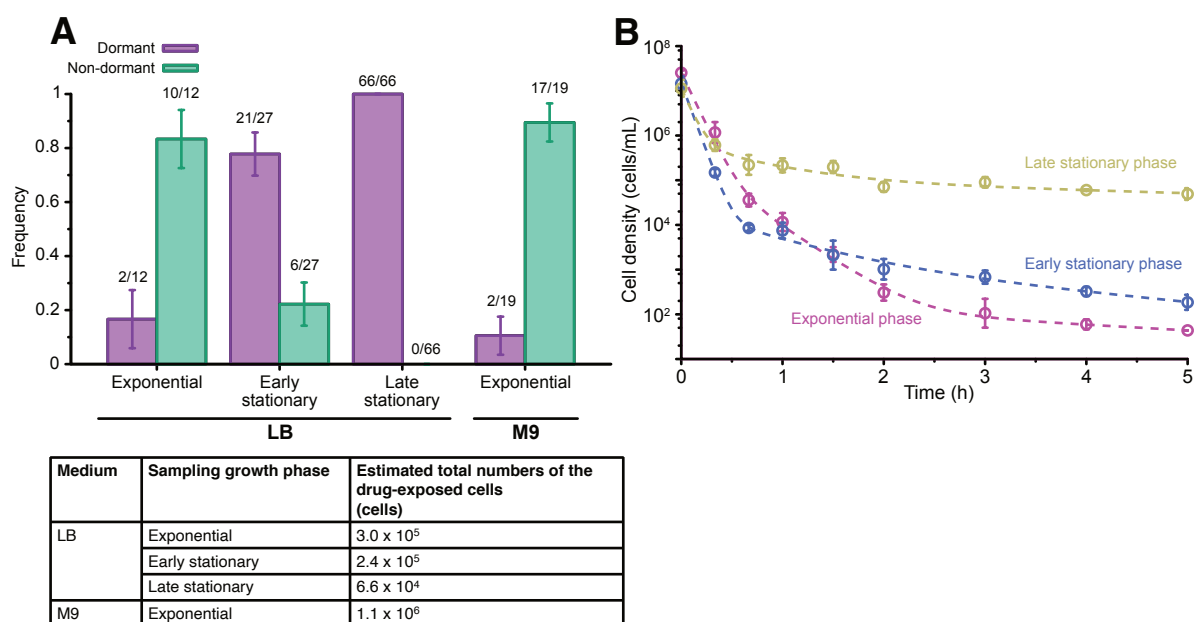 A
Dormant
Non-dormant
Frequency
1
0.8
0.6
0.4
0.2
0
2/12
10/12
21/27
6/27
66/66
0/66
2/19
17/19
Exponential
Early
stationary
Late
stationary
Exponential
LB
M9
Medium Sampling growth phase Estimated total numbers of the
drug-exposed cells
(cells)
LB Exponential 3.0 x 10⁵
Early stationary 2.4 x 10⁵
Late stationary 6.6 x 10⁴
M9 Exponential 1.1 x 10⁶
B
Cell density (cells/mL)
10⁸
10⁶
10⁴
10²
Late stationary phase
Early stationary phase
Exponential phase
0 1 2 3 4 5
Time (h)